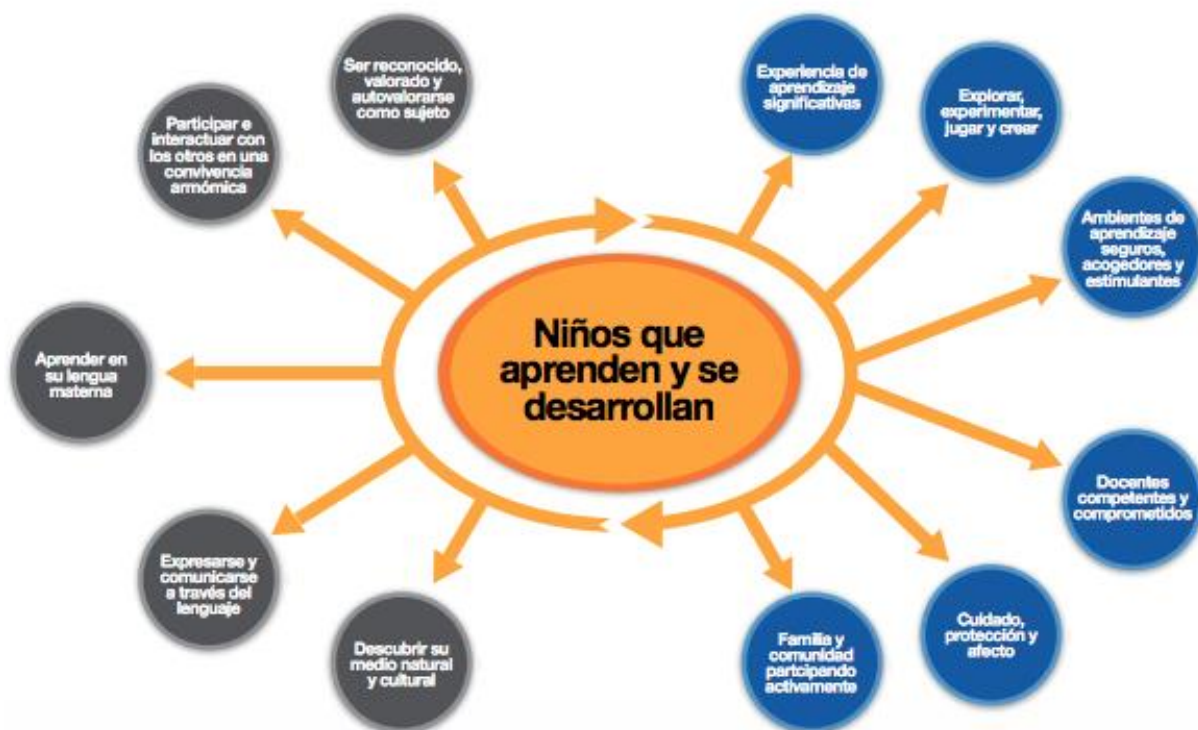 Ser reconocido,
valorado y
autovalorarse
como sujeto
Experiencia de
aprendizaje
significativas
Explorar,
experimentar,
jugar y crear
Participar e
interactuar con
los otros en una
convivencia
armómica
Ambientes de
aprendizaje
seguros,
acogedores y
estimulantes
Niños que
aprenden y se
desarrollan
Aprender en
su lengua
materna
Docentes
competentes y
comprometidos
Expresarse y
comunicarse
a través del
lenguaje
Cuidado,
protección y
afecto
Descubrir su
medio natural
y cultural
Familia y
comunidad
partcipando
activamente